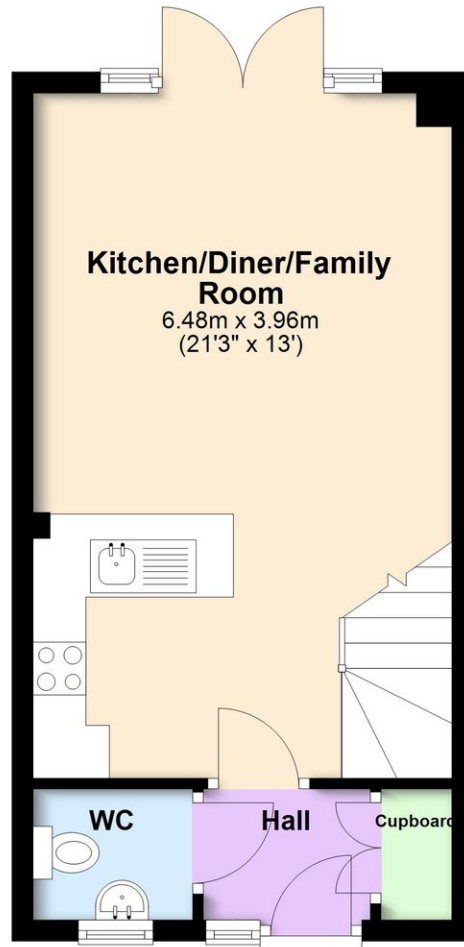 Kitchen/Diner/Family
Room
6.48m x 3.96m
(21'3" x 13')
WC
Hall
Cupboard